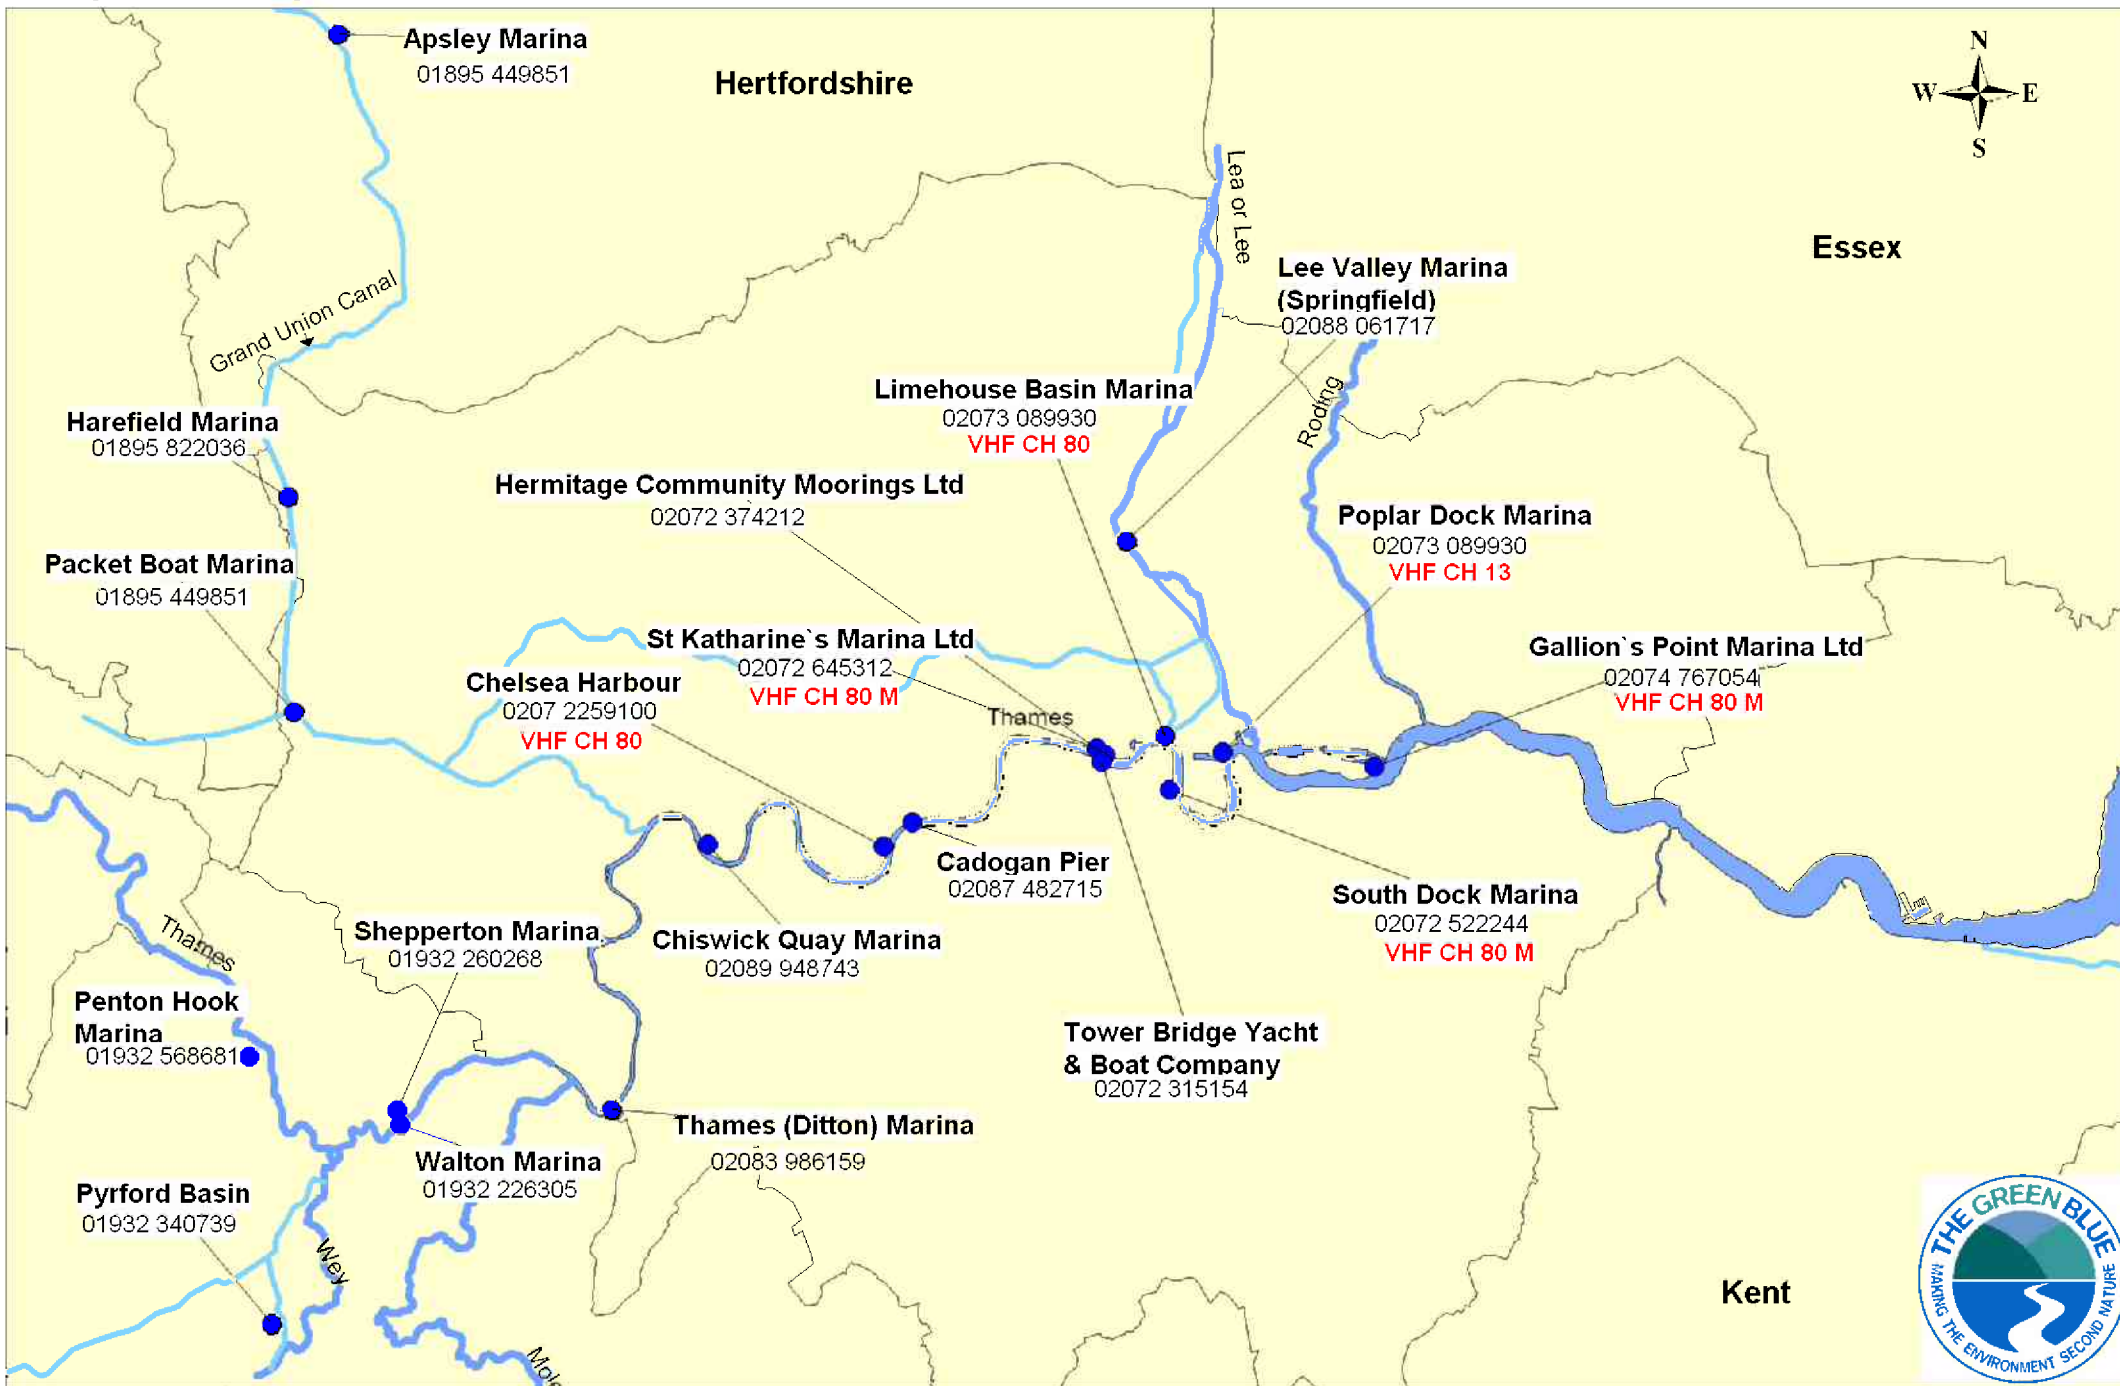 Apsley Marina
01895 449851
Hertfordshire
N
W E
S
Lea or Lee
Essex
Lee Valley Marina
(Springfield)
02088 061717
Grand Union Canal
Roding
Limehouse Basin Marina
02073 089930
VHF CH 80
Harefield Marina
01895 822036
Hermitage Community Moorings Ltd
02072 374212
Poplar Dock Marina
02073 089930
VHF CH 13
Packet Boat Marina
01895 449851
St Katharine`s Marina Ltd
02072 645312
VHF CH 80 M
Gallion`s Point Marina Ltd
02074 767054
VHF CH 80 M
Chelsea Harbour
0207 2259100
VHF CH 80
Thames
Cadogan Pier
02087 482715
South Dock Marina
02072 522244
VHF CH 80 M
Thames
Shepperton Marina
01932 260268
Chiswick Quay Marina
02089 948743
Penton Hook
Marina
01932 568681
Tower Bridge Yacht
& Boat Company
02072 315154
Thames (Ditton) Marina
02083 986159
Walton Marina
01932 226305
Pyrford Basin
01932 340739
Wey
Kent
THE GREEN BLUE
MAKING THE ENVIRONMENT SECOND NATURE